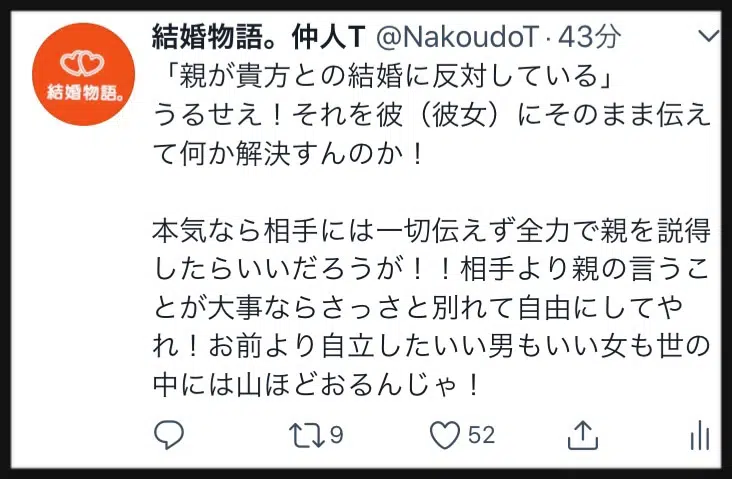 結婚物語。仲人T @NakoudoT · 43分
結婚物語。
「親が貴方との結婚に反対している」
うるせえ！それを彼（彼女）にそのまま伝え
て何か解決すんのか！
本気なら相手には一切伝えず全力で親を説得
したらいいだろうが！！相手より親の言うこ
とが大事ならさっさと別れて自由にしてや
れ！お前より自立したいい男もいい女も世の
中には山ほどおるんじゃ！
9 52